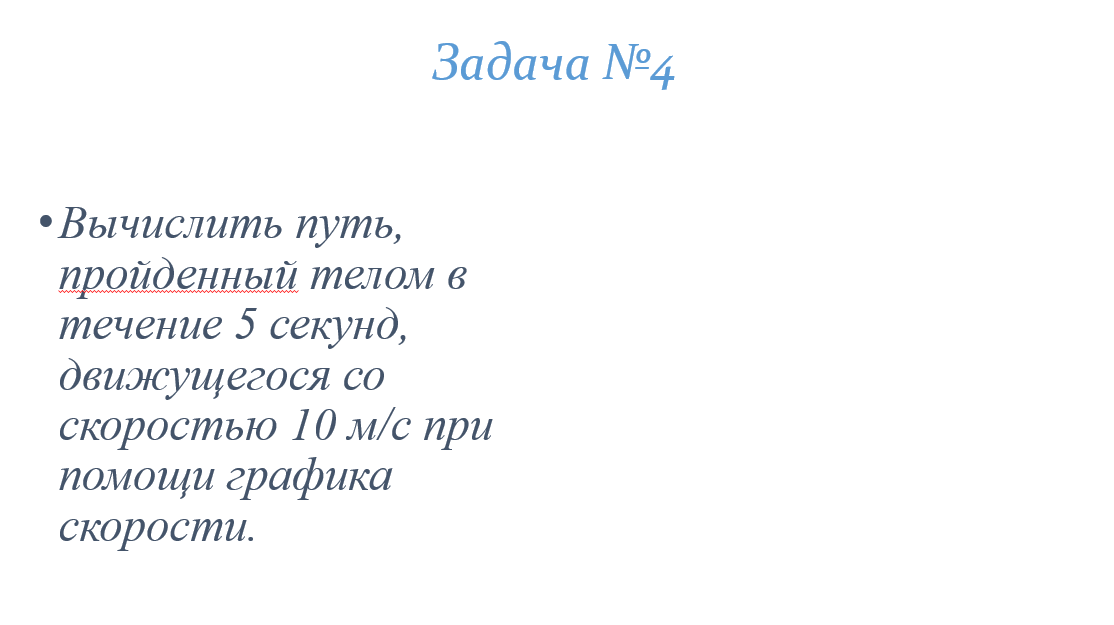 Задача №4
•Вычислить путь,
пройденный телом в
течение 5 секунд,
движущегося со
скоростью 10 м/с при
помощи графика
скорости.